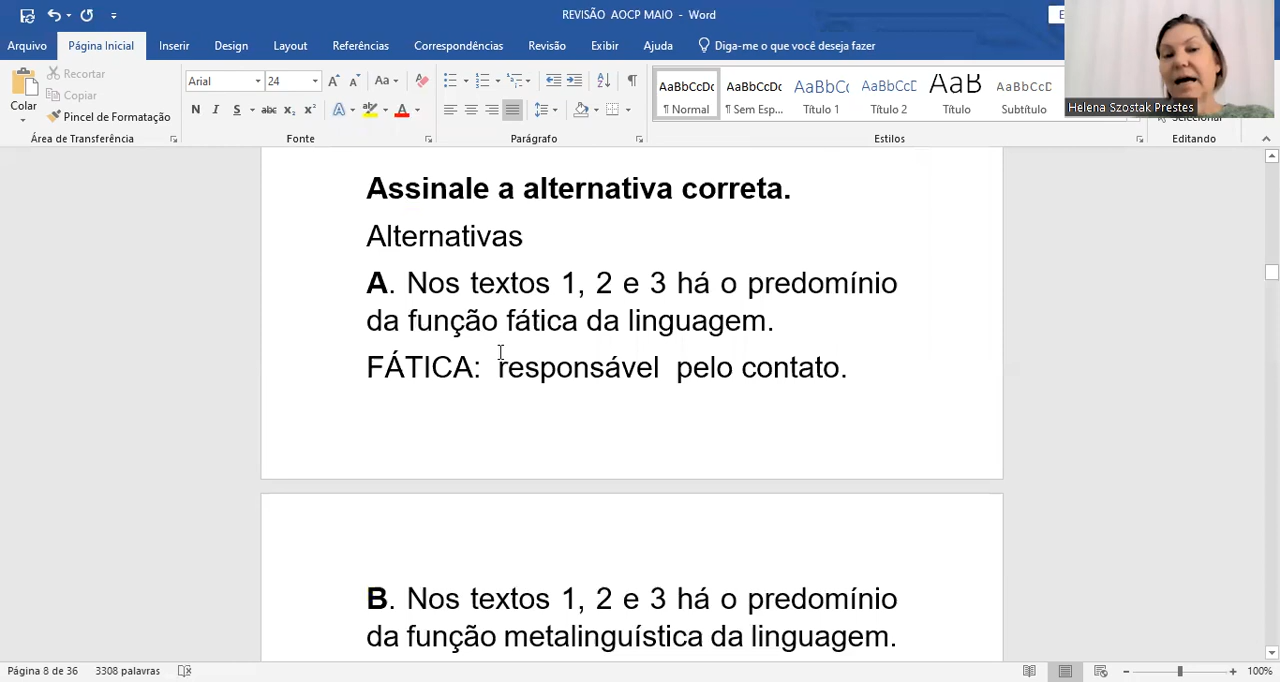 REVISÃO AOCP MAIO - Word
Arquivo Página Inicial Inserir Design Layout Referências Correspondências Revisão Exibir Ajuda Diga-me o que você deseja fazer
Helena Szostak Prestes
Colar
Recortar
Copiar
Pincel de Formatação
Área de Transferência
Arial 24
N I S abc x₂ x²
Fonte
Parágrafo
AaBbCcDc AaBbCcDc AaBbCc AaBbCcD AaB AaBbCcD
¶ Normal ¶ Sem Esp... Título 1 Título 2 Título Subtítulo
Estilos
Selecionar
Editando
Assinale a alternativa correta.
Alternativas
A. Nos textos 1, 2 e 3 há o predomínio
da função fática da linguagem.
FÁTICA: responsável pelo contato.
B. Nos textos 1, 2 e 3 há o predomínio
da função metalinguística da linguagem.
Página 8 de 36 3308 palavras 100%